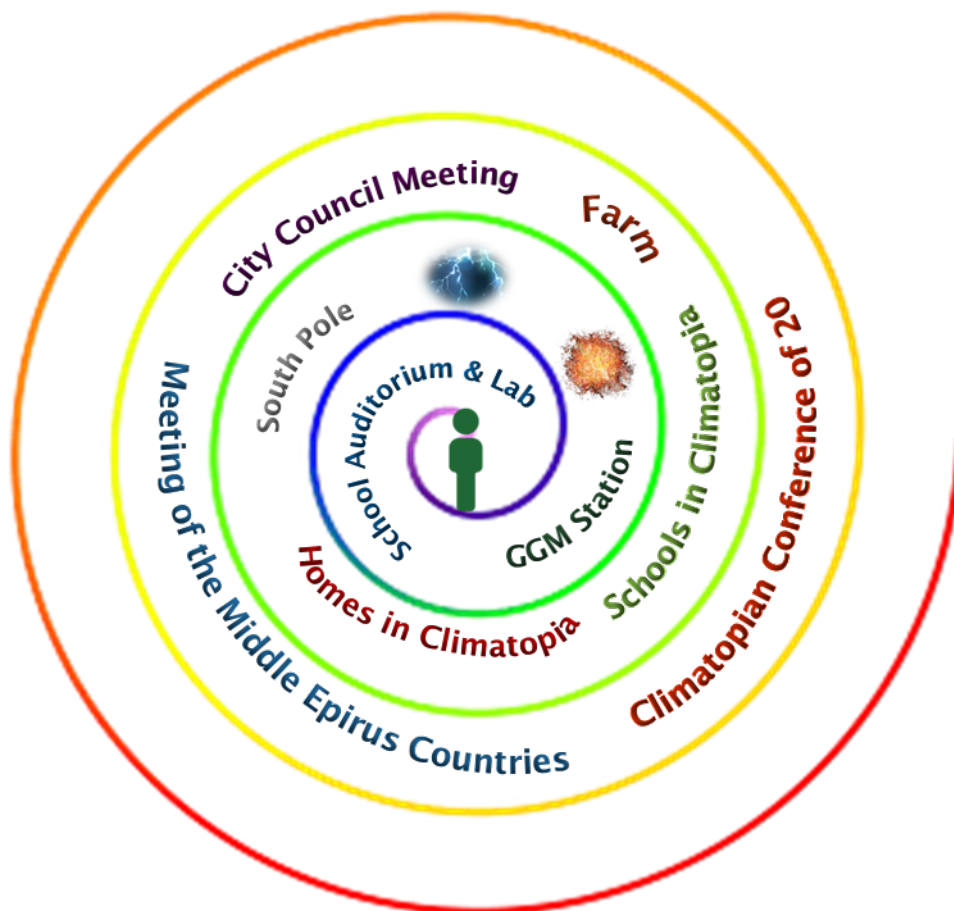 School Auditorium & Lab
South Pole
GGM Station
Homes in Climatopia
Schools in Climatopia
Farm
City Council Meeting
Meeting of the Middle Epirus Countries
Climatopian Conference of 20